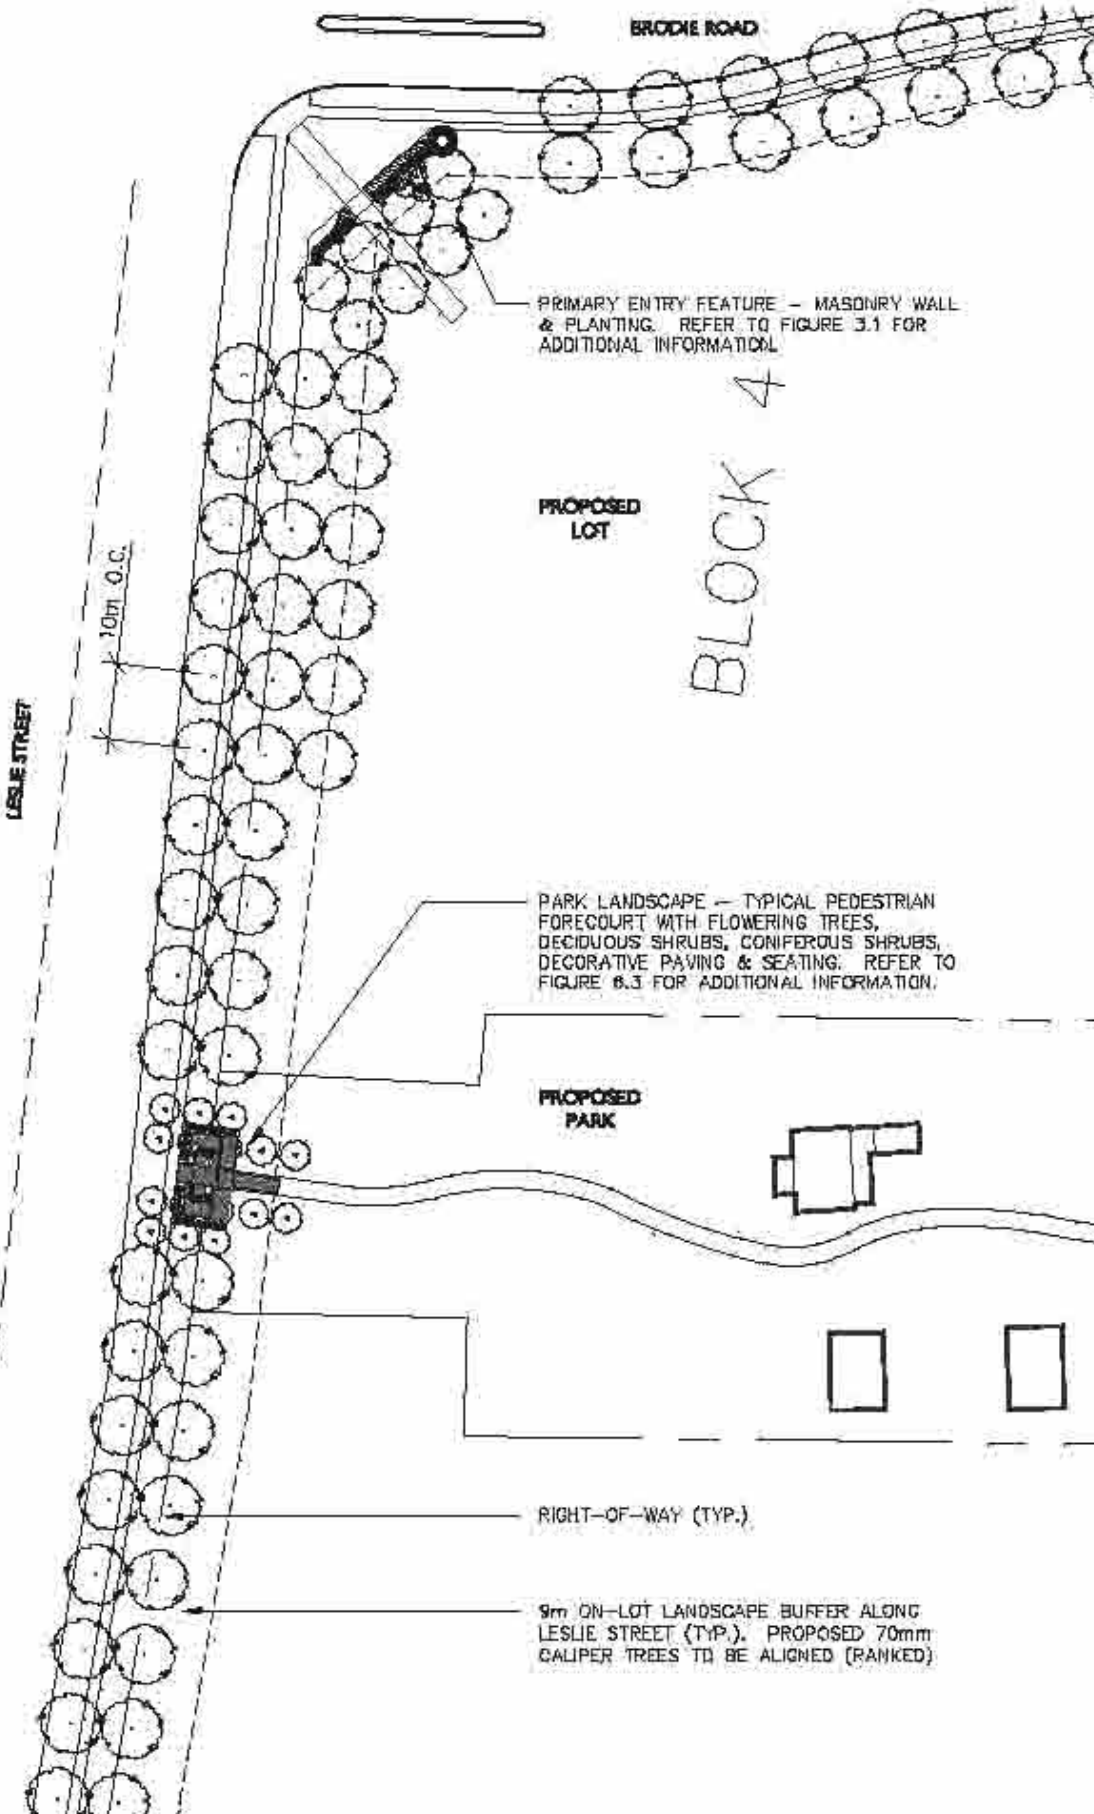 BRODIE ROAD
PRIMARY ENTRY FEATURE – MASONRY WALL
& PLANTING. REFER TO FIGURE 3.1 FOR
ADDITIONAL INFORMATION.
BLOCK 4
PROPOSED
LOT
10m O.C.
LESLIE STREET
PARK LANDSCAPE – TYPICAL PEDESTRIAN
FORECOURT WITH FLOWERING TREES,
DECIDUOUS SHRUBS, CONIFEROUS SHRUBS,
DECORATIVE PAVING & SEATING. REFER TO
FIGURE 6.3 FOR ADDITIONAL INFORMATION.
PROPOSED
PARK
RIGHT-OF-WAY (TYP.)
9m ON-LOT LANDSCAPE BUFFER ALONG
LESLIE STREET (TYP.). PROPOSED 70mm
CALIPER TREES TO BE ALIGNED (RANKED)